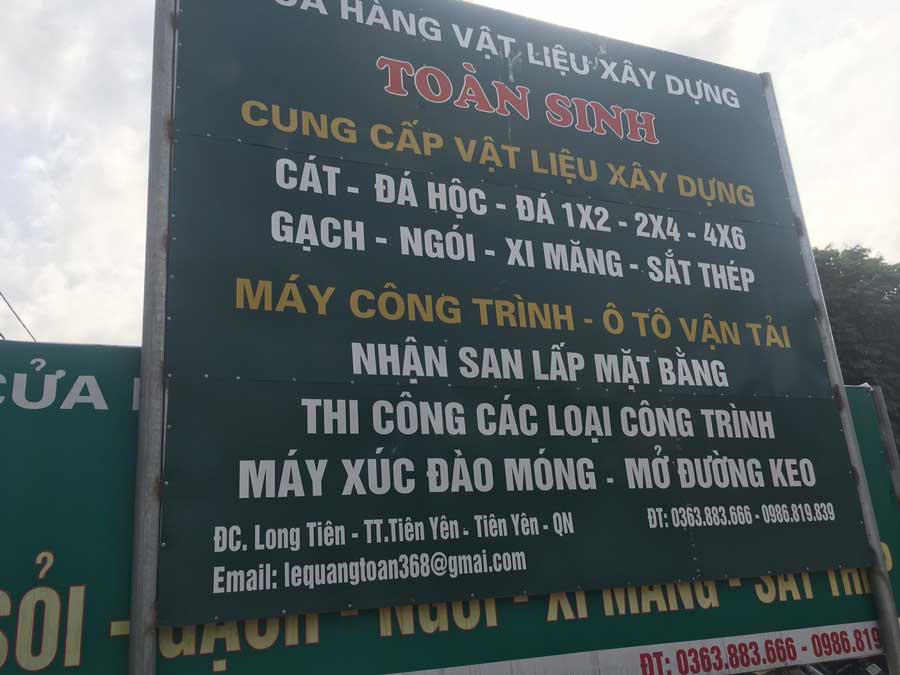 HÀNG VẬT LIỆU XÂY DỰNG
TOÀN SINH
CUNG CẤP VẬT LIỆU XÂY DỰNG
CÁT - ĐÁ HỘC - ĐÁ 1X2 - 2X4 - 4X6
GẠCH - NGÓI - XI MĂNG - SẮT THÉP
MÁY CÔNG TRÌNH - Ô TÔ VẬN TẢI
NHẬN SAN LẤP MẶT BẰNG
THI CÔNG CÁC LOẠI CÔNG TRÌNH
MÁY XÚC ĐÀO MÓNG - MỞ ĐƯỜNG KEO
ĐC. Long Tiên - TT.Tiên Yên - Tiên Yên - QN
ĐT: 0363.883.666 - 0986.819.839
Email: lequangtoan368@gmai.com
CỬA
SỎI - GẠCH - NGÓI - XI MĂNG - SẮT THÉP
ĐT: 0363.883.666 - 0986.819